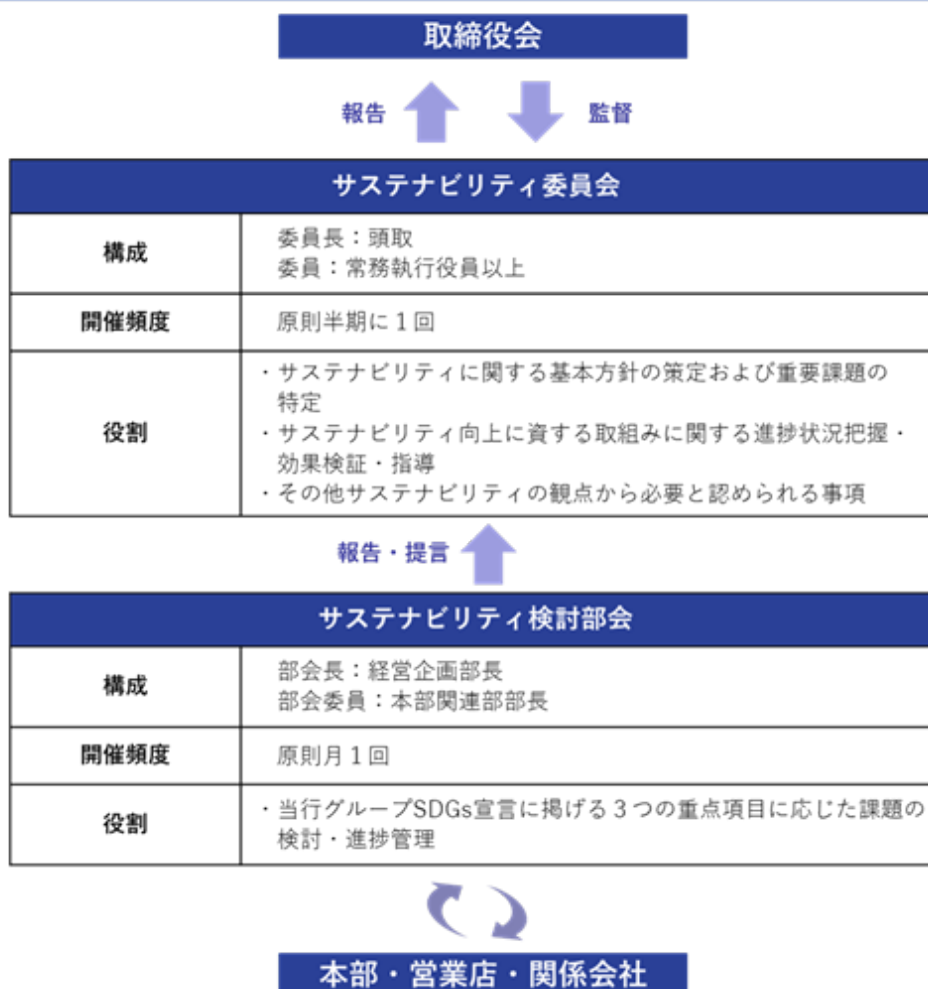 取締役会
報告
監督
サステナビリティ委員会
構成
委員長：頭取
委員：常務執行役員以上
開催頻度
原則半期に１回
役割
・サステナビリティに関する基本方針の策定および重要課題の
特定
・サステナビリティ向上に資する取組みに関する進捗状況把握・
効果検証・指導
・その他サステナビリティの観点から必要と認められる事項
報告・提言
サステナビリティ検討部会
構成
部会長：経営企画部長
部会委員：本部関連部部長
開催頻度
原則月１回
役割
・当行グループSDGs宣言に掲げる３つの重点項目に応じた課題の
検討・進捗管理
本部・営業店・関係会社